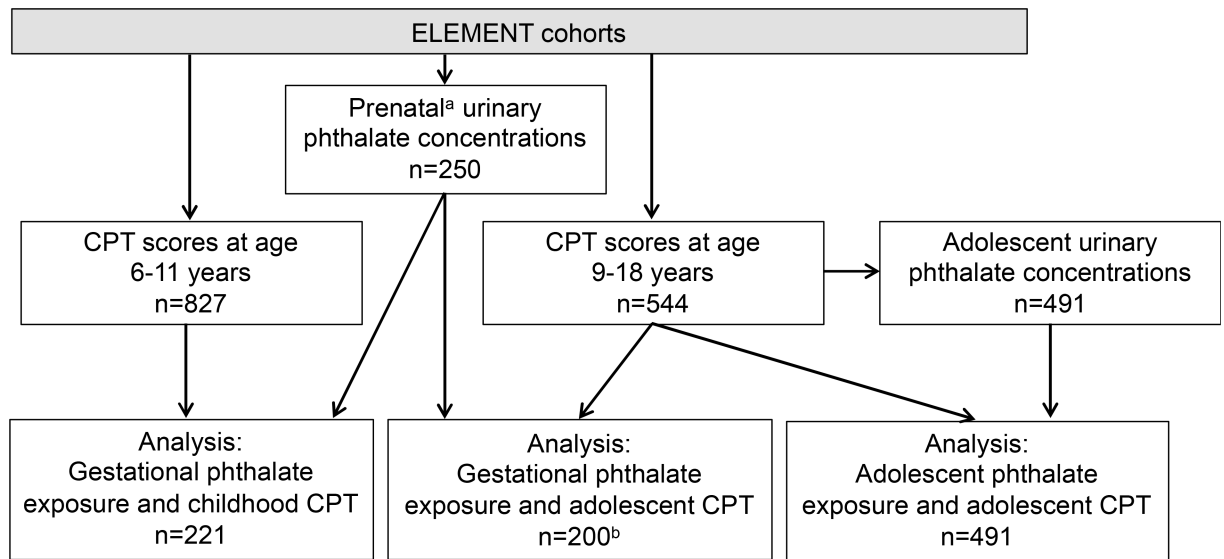 ELEMENT cohorts
Prenatalᵃ urinary
phthalate concentrations
n=250
CPT scores at age
6-11 years
n=827
CPT scores at age
9-18 years
n=544
Adolescent urinary
phthalate concentrations
n=491
Analysis:
Gestational phthalate
exposure and childhood CPT
n=221
Analysis:
Gestational phthalate
exposure and adolescent CPT
n=200ᵇ
Analysis:
Adolescent phthalate
exposure and adolescent CPT
n=491